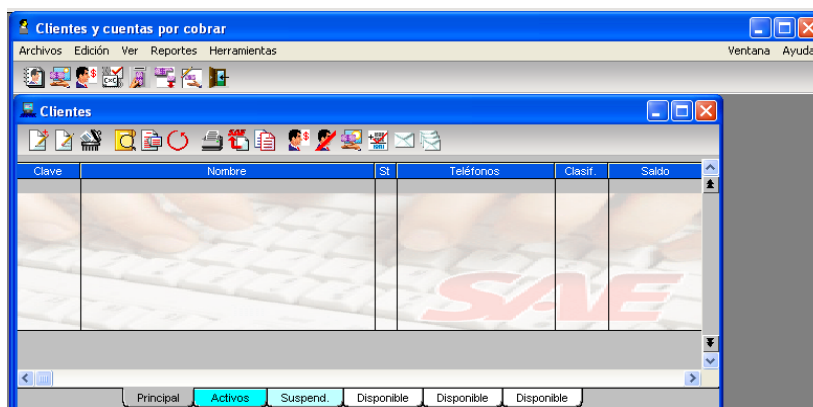 Clientes y cuentas por cobrar
Archivos Edición Ver Reportes Herramientas Ventana Ayuda
Clientes
Clave Nombre St Teléfonos Clasif. Saldo
SAE
Principal Activos Suspend. Disponible Disponible Disponible